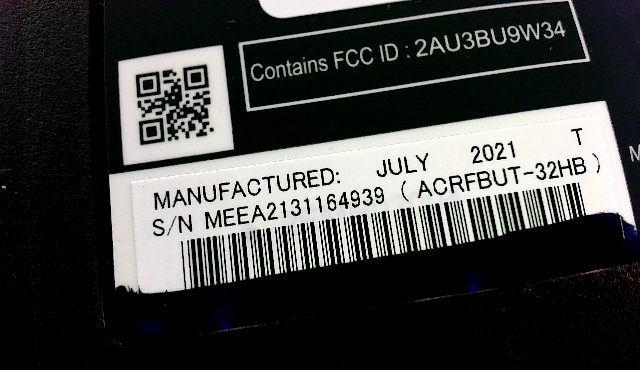 Contains FCC ID : 2AU3BU9W34
MANUFACTURED: JULY 2021 T
S/N MEEA2131164939 ( ACRFBUT-32HB )
M